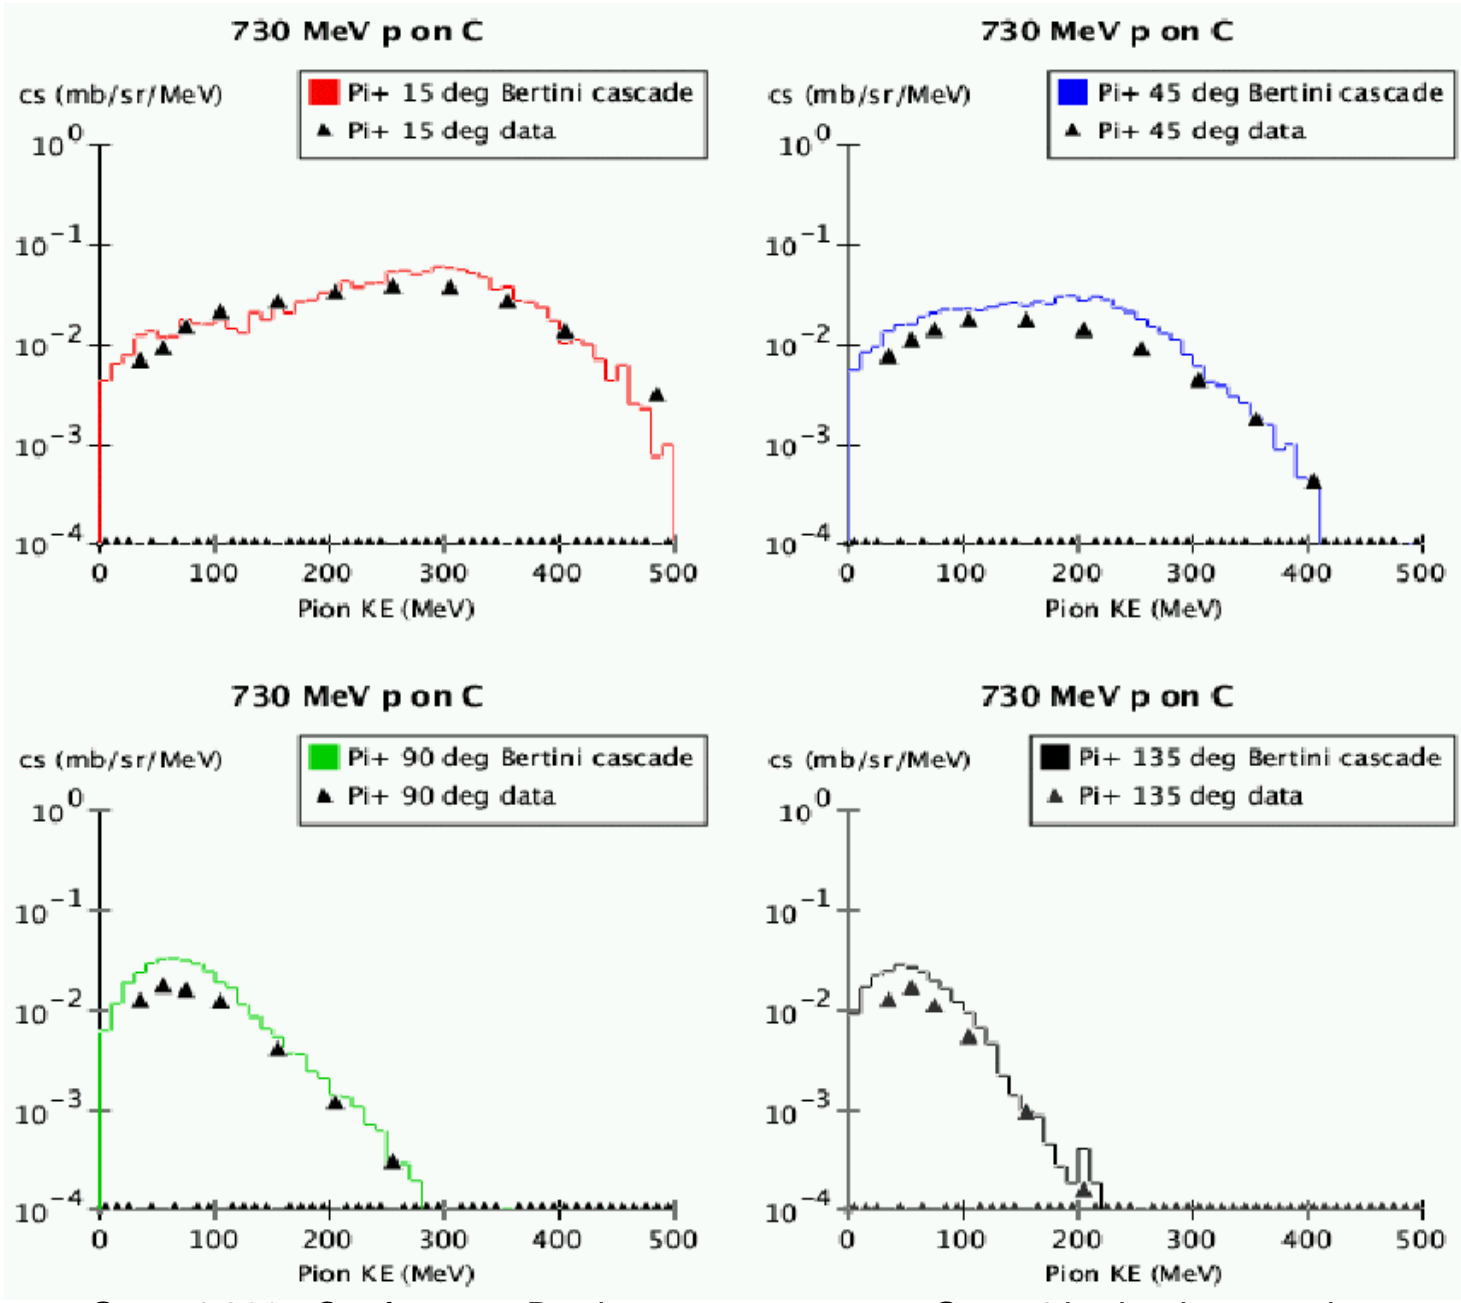 730 MeV p on C
cs (mb/sr/MeV)
Pi+ 15 deg Bertini cascade
Pi+ 15 deg data
10^0
10^-1
10^-2
10^-3
10^-4
0 100 200 300 400 500
Pion KE (MeV)
730 MeV p on C
cs (mb/sr/MeV)
Pi+ 45 deg Bertini cascade
Pi+ 45 deg data
10^0
10^-1
10^-2
10^-3
10^-4
0 100 200 300 400 500
Pion KE (MeV)
730 MeV p on C
cs (mb/sr/MeV)
Pi+ 90 deg Bertini cascade
Pi+ 90 deg data
10^0
10^-1
10^-2
10^-3
10^-4
0 100 200 300 400 500
Pion KE (MeV)
730 MeV p on C
cs (mb/sr/MeV)
Pi+ 135 deg Bertini cascade
Pi+ 135 deg data
10^0
10^-1
10^-2
10^-3
10^-4
0 100 200 300 400 500
Pion KE (MeV)